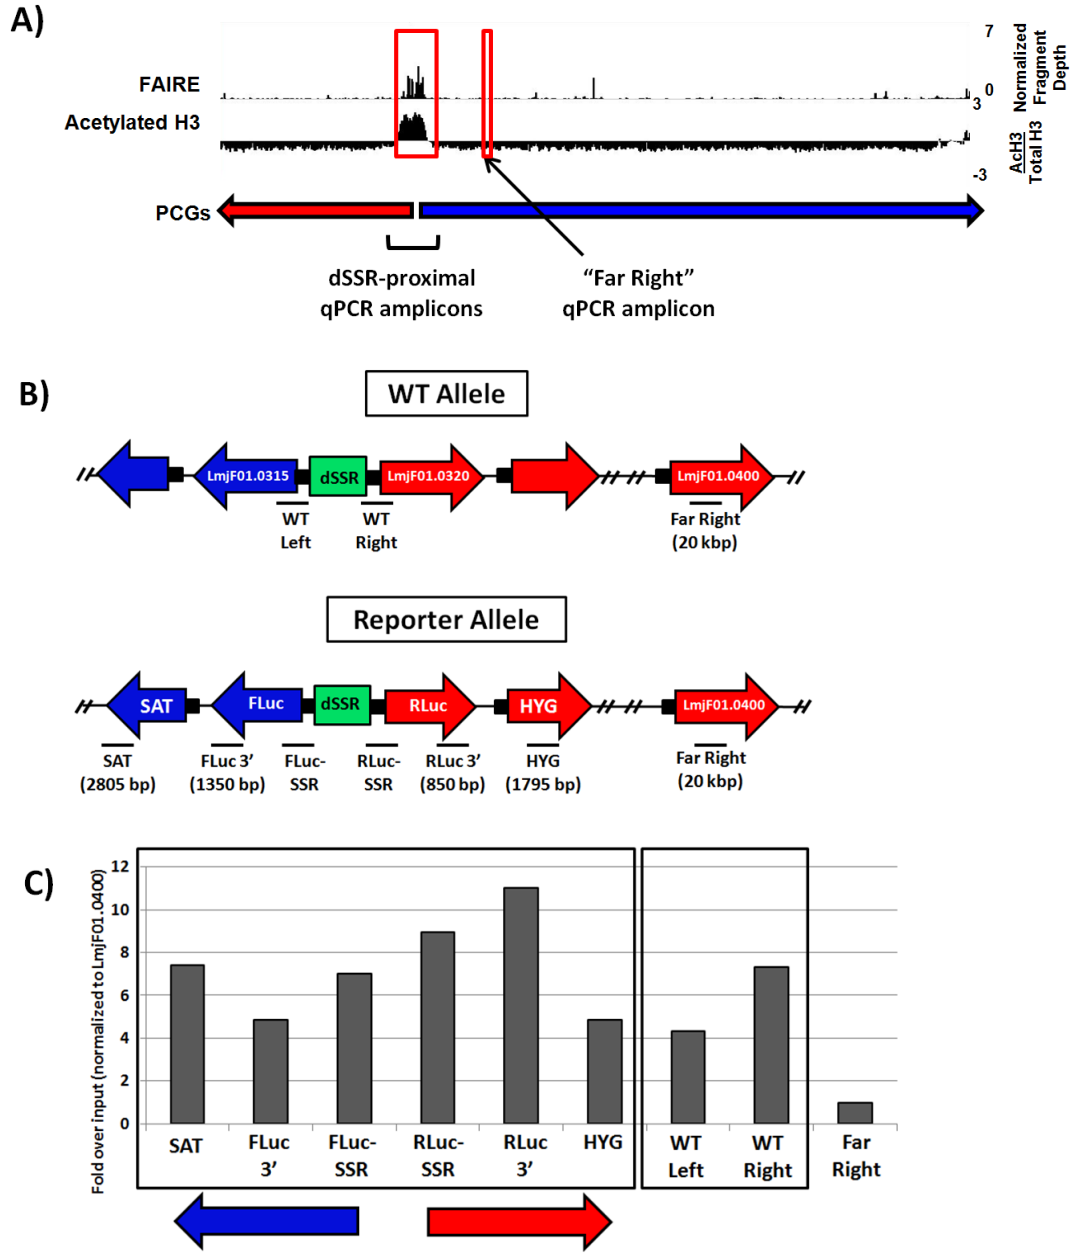 A)
FAIRE
Acetylated H3
7
0
3
-3
Normalized
Fragment
Depth
AcH3
Total H3
PCGs
dSSR-proximal
qPCR amplicons
“Far Right”
qPCR amplicon
B)
WT Allele
LmjF01.0315
dSSR
LmjF01.0320
LmjF01.0400
WT
Left
WT
Right
Far Right
(20 kbp)
Reporter Allele
SAT
FLuc
dSSR
RLuc
HYG
LmjF01.0400
SAT
(2805 bp)
FLuc 3’
(1350 bp)
FLuc-
SSR
RLuc-
SSR
RLuc 3’
(850 bp)
HYG
(1795 bp)
Far Right
(20 kbp)
C)
Fold over input (normalized to LmjF01.0400)
12
10
8
6
4
2
0
SAT
FLuc
3’
FLuc-
SSR
RLuc-
SSR
RLuc
3’
HYG
WT
Left
WT
Right
Far
Right